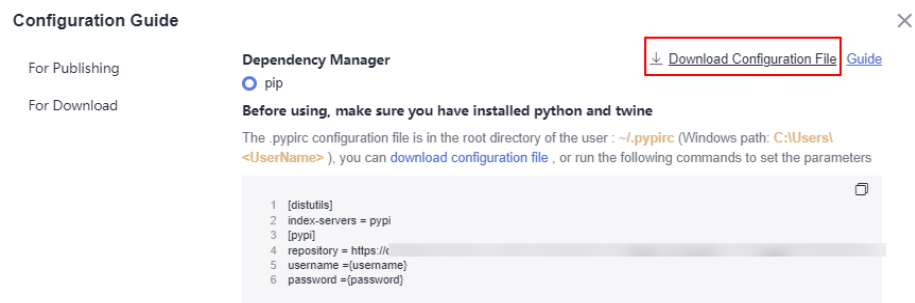 Configuration Guide
For Publishing
For Download
Dependency Manager
Download Configuration File Guide
pip
Before using, make sure you have installed python and twine
The .pypirc configuration file is in the root directory of the user : ~/.pypirc (Windows path: C:\Users\
<UserName> ), you can download configuration file , or run the following commands to set the parameters
1 [distutils]
2 index-servers = pypi
3 [pypi]
4 repository = https://
5 username ={username}
6 password ={password}